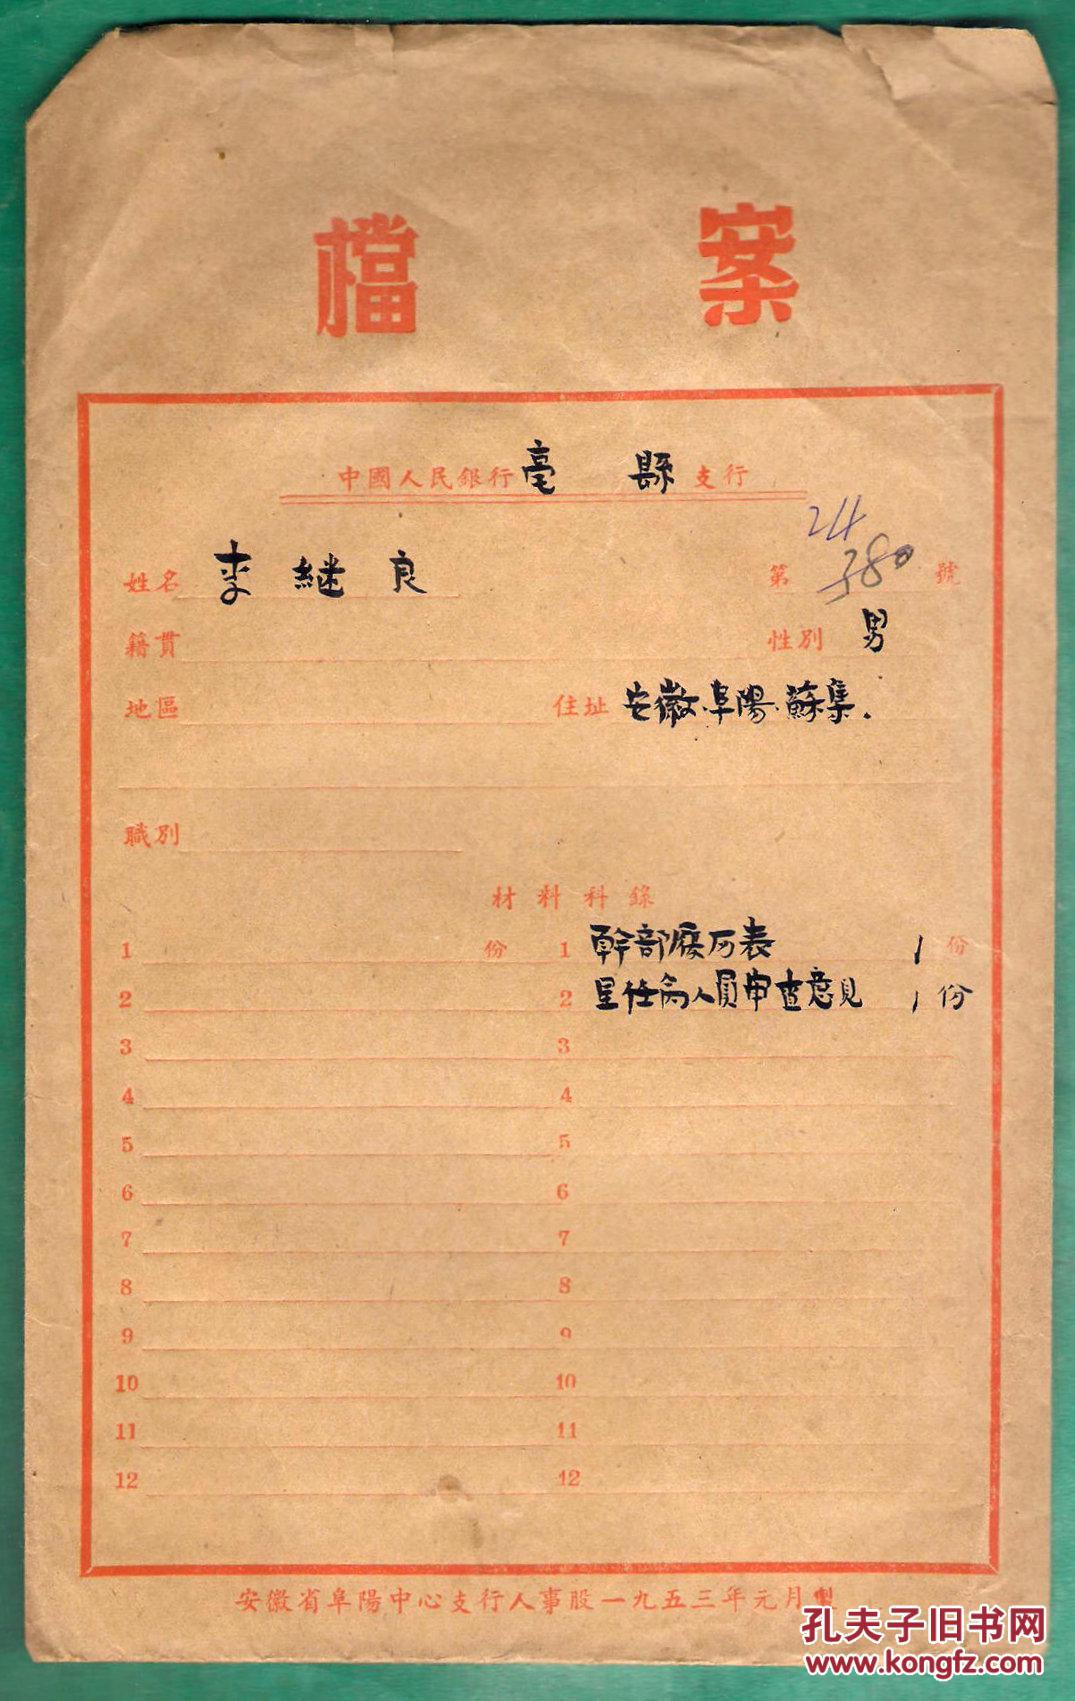 檔 案
中國人民銀行亳縣支行
24
姓名 李継良 第 380 號
籍貫 性別 男
地區 住址 安徽.阜陽.蘇集.
職別
材料科錄
1 份 1 幹部履历表 1 份
2 2 呈任命人員审查意見 1 份
3 3
4 4
5 5
6 6
7 7
8 8
9 9
10 10
11 11
12 12
安徽省阜陽中心支行人事股一九五三年元月製
孔夫子旧书网
www.kongfz.com